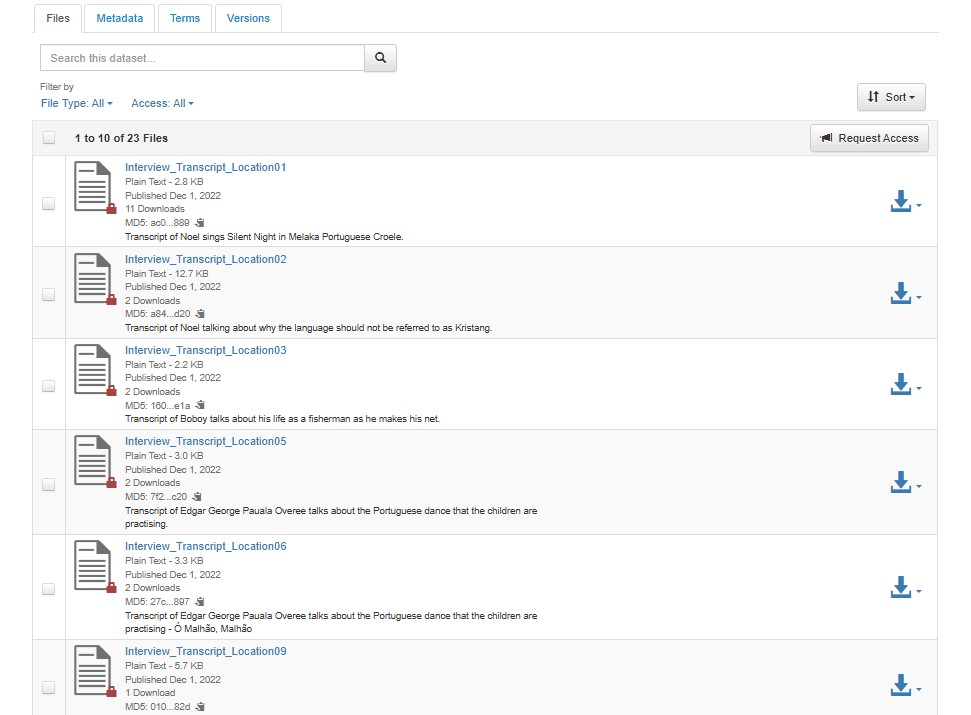 Files
Metadata
Terms
Versions
Search this dataset...
Filter by
File Type: All
Access: All
Sort
1 to 10 of 23 Files
Request Access
Interview_Transcript_Location01
Plain Text - 2.8 KB
Published Dec 1, 2022
11 Downloads
MD5: ac0...889
Transcript of Noel sings Silent Night in Melaka Portuguese Croele.
Interview_Transcript_Location02
Plain Text - 12.7 KB
Published Dec 1, 2022
2 Downloads
MD5: a84...d20
Transcript of Noel talking about why the language should not be referred to as Kristang.
Interview_Transcript_Location03
Plain Text - 2.2 KB
Published Dec 1, 2022
2 Downloads
MD5: 160...e1a
Transcript of Boboy talks about his life as a fisherman as he makes his net.
Interview_Transcript_Location05
Plain Text - 3.0 KB
Published Dec 1, 2022
2 Downloads
MD5: 7f2...c20
Transcript of Edgar George Pauala Overee talks about the Portuguese dance that the children are
practising.
Interview_Transcript_Location06
Plain Text - 3.3 KB
Published Dec 1, 2022
2 Downloads
MD5: 27c...897
Transcript of Edgar George Pauala Overee talks about the Portuguese dance that the children are
practising - Ó Malhão, Malhão
Interview_Transcript_Location09
Plain Text - 5.7 KB
Published Dec 1, 2022
1 Download
MD5: 010...82d